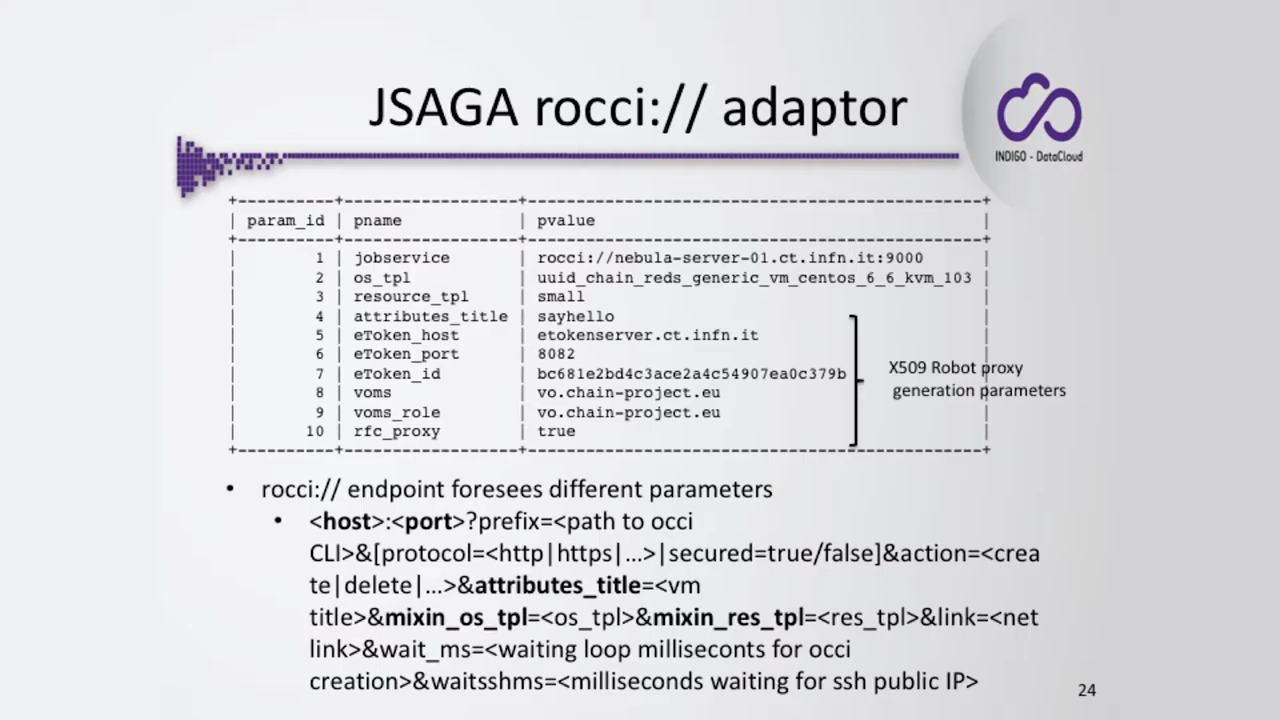 JSAGA rocci:// adaptor
INDIGO - DataCloud
+----------+------------------+---------------------------------------------+
| param_id | pname | pvalue |
+----------+------------------+---------------------------------------------+
| 1 | jobservice | rocci://nebula-server-01.ct.infn.it:9000 |
| 2 | os_tpl | uuid_chain_reds_generic_vm_centos_6_6_kvm_103 |
| 3 | resource_tpl | small |
| 4 | attributes_title | sayhello |
| 5 | eToken_host | etokenserver.ct.infn.it |
| 6 | eToken_port | 8082 |
| 7 | eToken_id | bc681e2bd4c3ace2a4c54907ea0c379b |
| 8 | voms | vo.chain-project.eu |
| 9 | voms_role | vo.chain-project.eu |
| 10 | rfc_proxy | true |
+----------+------------------+---------------------------------------------+
X509 Robot proxy
generation parameters
• rocci:// endpoint foresees different parameters
• <host>:<port>?prefix=<path to occi
CLI>&[protocol=<http|https|...>|secured=true/false]&action=<crea
te|delete|...>&attributes_title=<vm
title>&mixin_os_tpl=<os_tpl>&mixin_res_tpl=<res_tpl>&link=<net
link>&wait_ms=<waiting loop milliseconts for occi
creation>&waitsshms=<milliseconds waiting for ssh public IP>
24